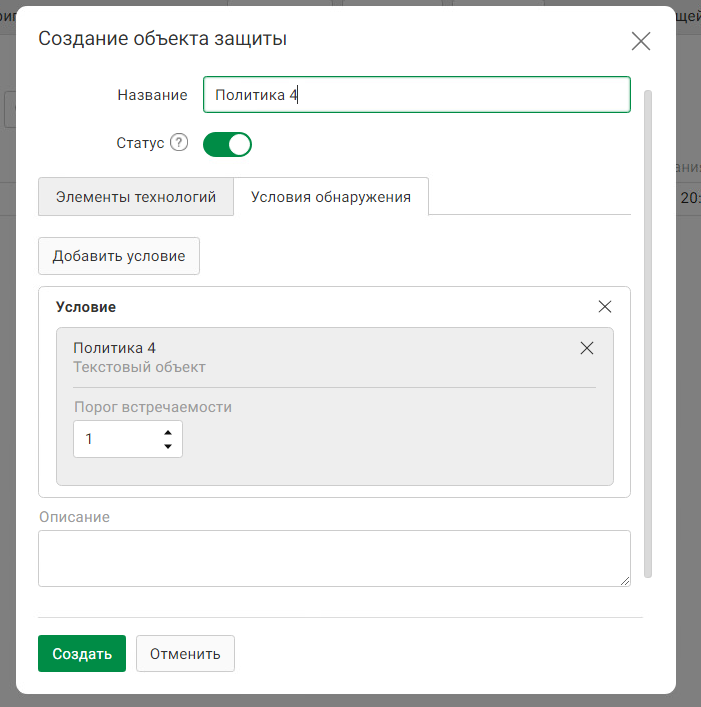 Создание объекта защиты
Название Политика 4
Статус ?
Элементы технологий Условия обнаружения
Добавить условие
Условие
Политика 4
Текстовый объект
Порог встречаемости
1
Описание
Создать Отменить
20: